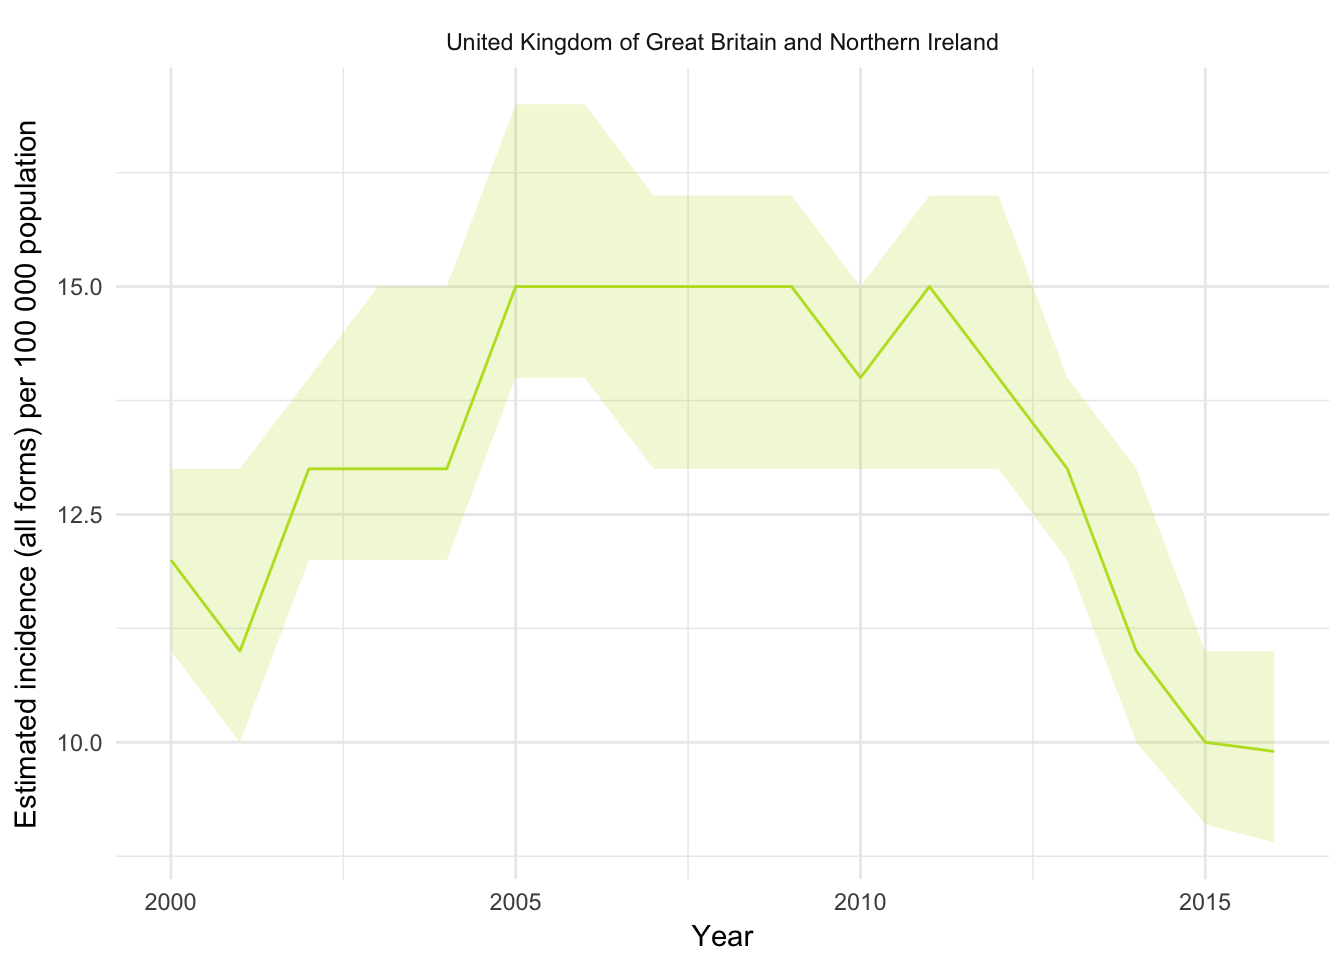 United Kingdom of Great Britain and Northern Ireland
Estimated incidence (all forms) per 100 000 population
15.0
12.5
10.0
2000 2005 2010 2015
Year